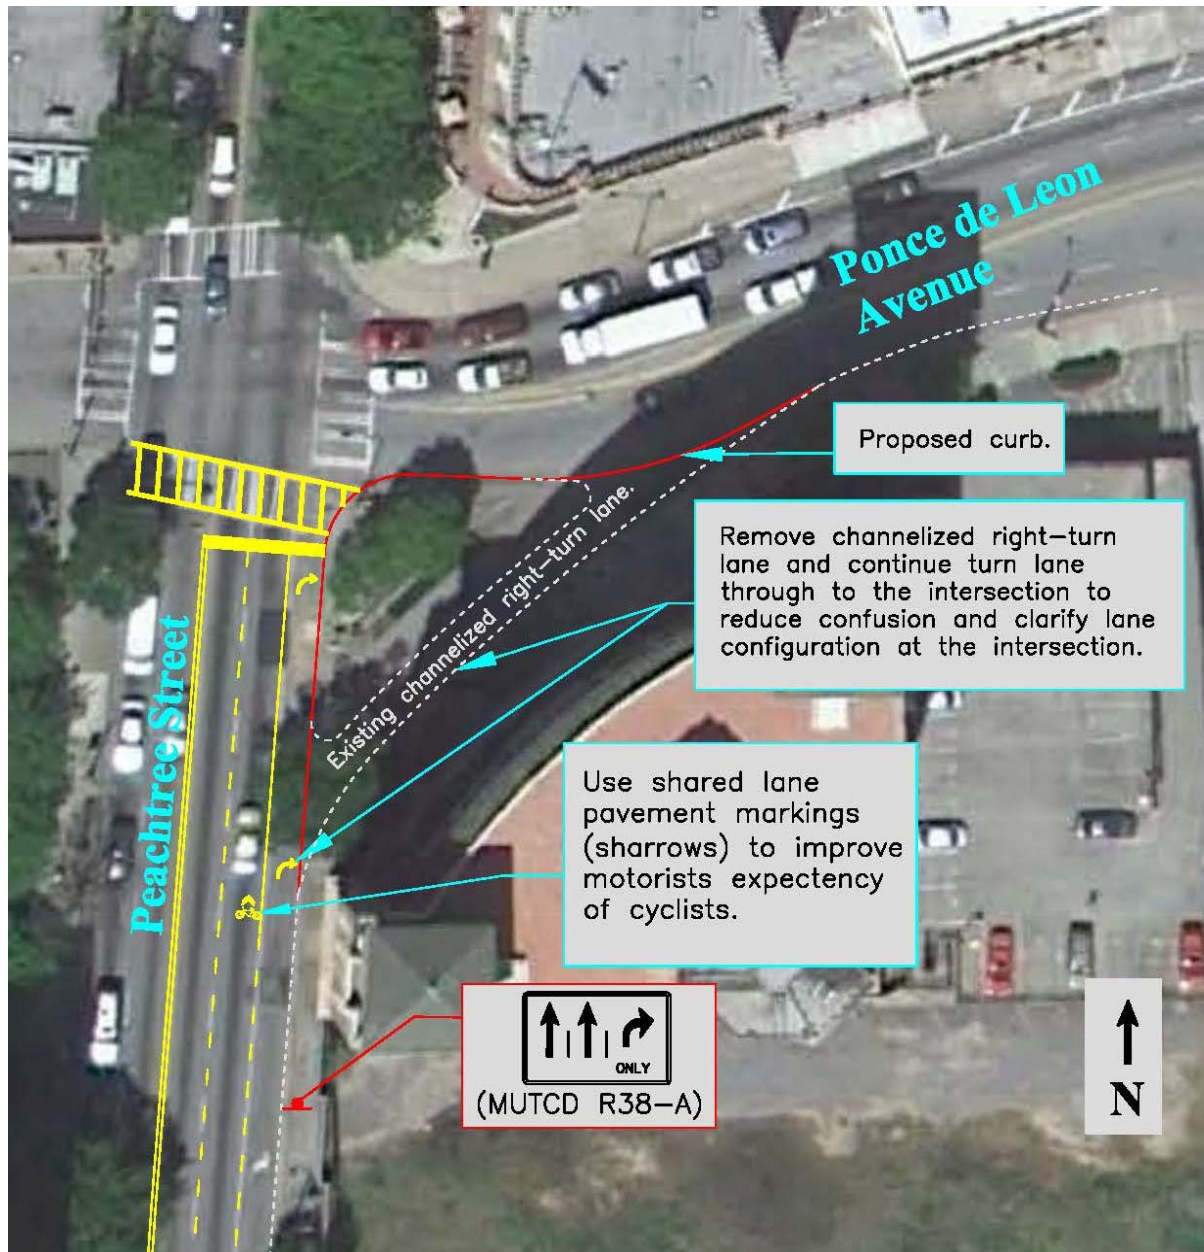 Ponce de Leon
Avenue
Proposed curb.
Existing channelized right-turn lane.
Remove channelized right-turn
lane and continue turn lane
through to the intersection to
reduce confusion and clarify lane
configuration at the intersection.
Peachtree Street
Use shared lane
pavement markings
(sharrows) to improve
motorists expectency
of cyclists.
ONLY
(MUTCD R38-A)
N